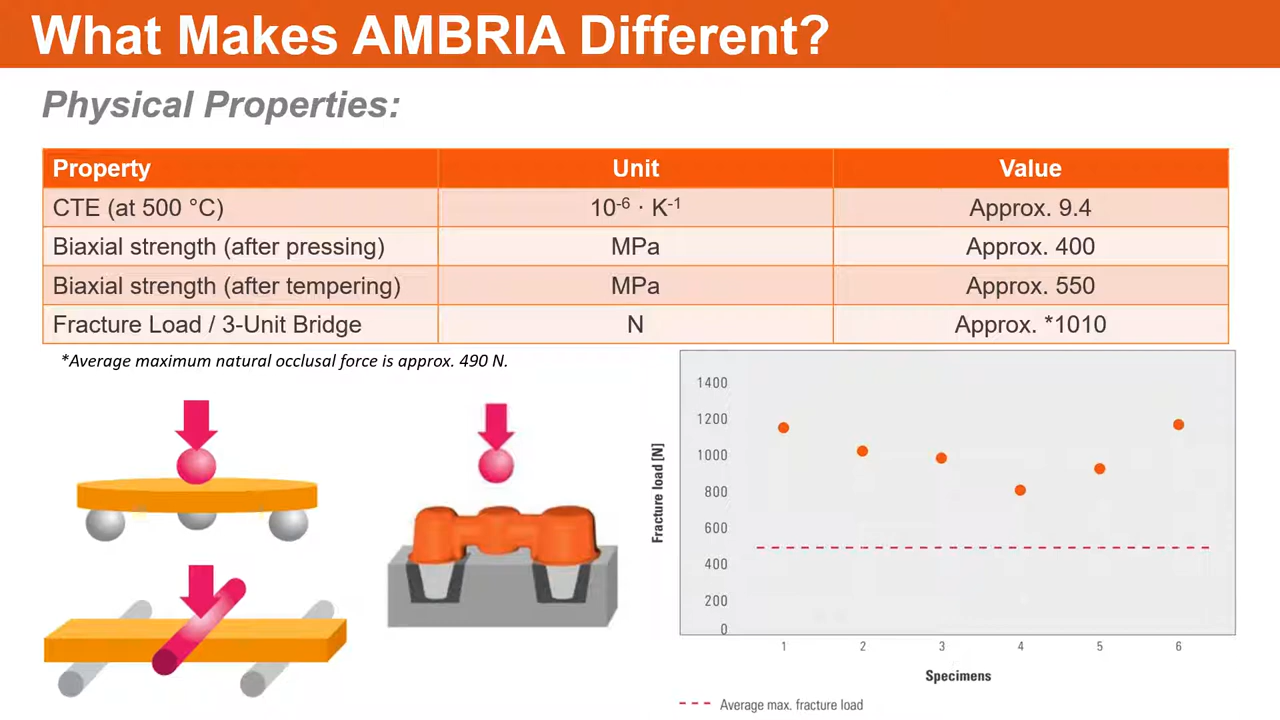 What Makes AMBRIA Different?
Physical Properties:
Property Unit Value
CTE (at 500 °C) 10⁻⁶ · K⁻¹ Approx. 9.4
Biaxial strength (after pressing) MPa Approx. 400
Biaxial strength (after tempering) MPa Approx. 550
Fracture Load / 3-Unit Bridge N Approx. *1010
*Average maximum natural occlusal force is approx. 490 N.
Fracture load [N]
1400
1200
1000
800
600
400
200
0
1 2 3 4 5 6
Specimens
Average max. fracture load